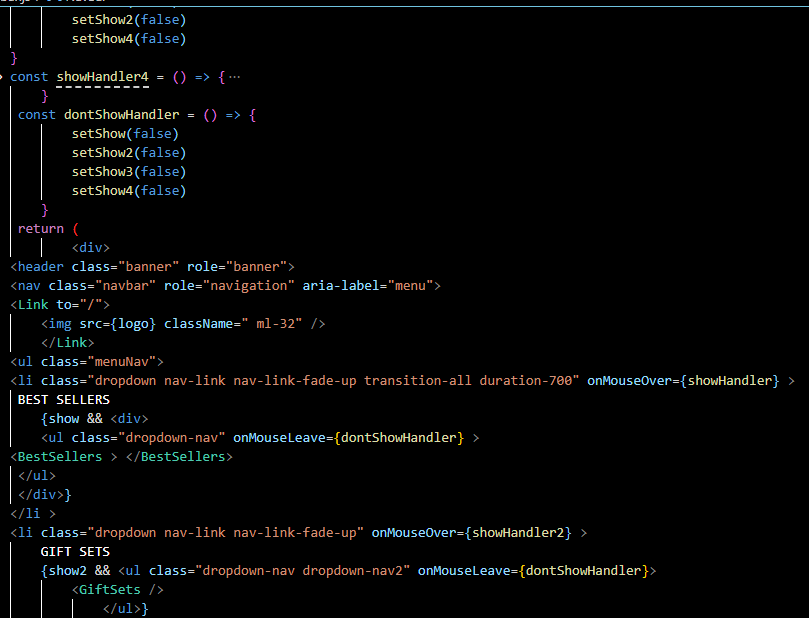 setShow2(false)
setShow4(false)
}
const showHandler4 = () => { ···
}
const dontShowHandler = () => {
setShow(false)
setShow2(false)
setShow3(false)
setShow4(false)
}
return (
<div>
<header class="banner" role="banner">
<nav class="navbar" role="navigation" aria-label="menu">
<Link to="/">
<img src={logo} className=" ml-32" />
</Link>
<ul class="menuNav">
<li class="dropdown nav-link nav-link-fade-up transition-all duration-700" onMouseOver={showHandler} >
BEST SELLERS
{show && <div>
<ul class="dropdown-nav" onMouseLeave={dontShowHandler} >
<BestSellers > </BestSellers>
</ul>
</div>}
</li >
<li class="dropdown nav-link nav-link-fade-up" onMouseOver={showHandler2} >
GIFT SETS
{show2 && <ul class="dropdown-nav dropdown-nav2" onMouseLeave={dontShowHandler}>
<GiftSets />
</ul>}